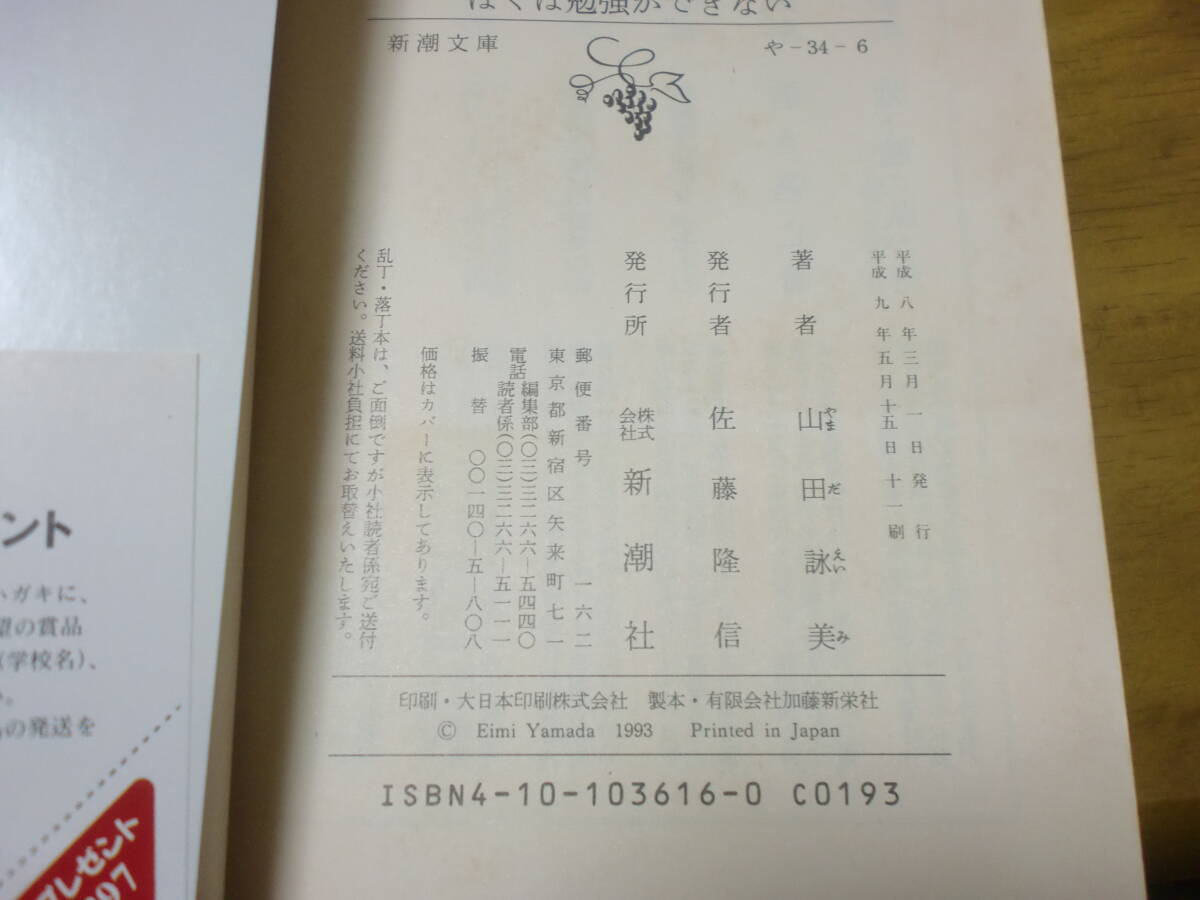 ぼくは勉強ができない
新潮文庫
や-34-6
平成八年三月一日発行
平成九年五月十五日十一刷
著者 山田詠美
やまだえいみ
発行者 佐藤隆信
発行所 株式会社 新潮社
郵便番号 一六二
東京都新宿区矢来町七一
電話 編集部(〇三)三二六六―五四四〇
読者係(〇三)三二六六―五一一一
振替 〇〇一四〇―五―八〇八
価格はカバーに表示してあります。
乱丁・落丁本は、ご面倒ですが小社読者係宛ご送付
ください。送料小社負担にてお取替えいたします。
印刷・大日本印刷株式会社 製本・有限会社加藤新栄社
© Eimi Yamada 1993 Printed in Japan
ISBN4-10-103616-0 C0193
ント
ハガキに、
望の賞品
(学校名)、
の発送を
プレゼント
97